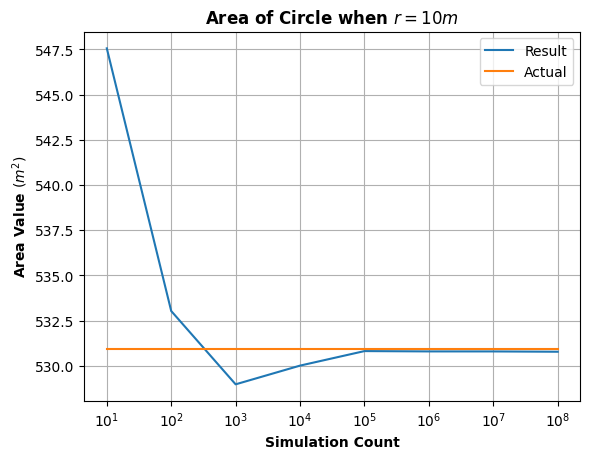 Area of Circle when r = 10m
Result
Actual
547.5
545.0
542.5
540.0
537.5
535.0
532.5
530.0
Area Value (m²)
10¹ 10² 10³ 10⁴ 10⁵ 10⁶ 10⁷ 10⁸
Simulation Count